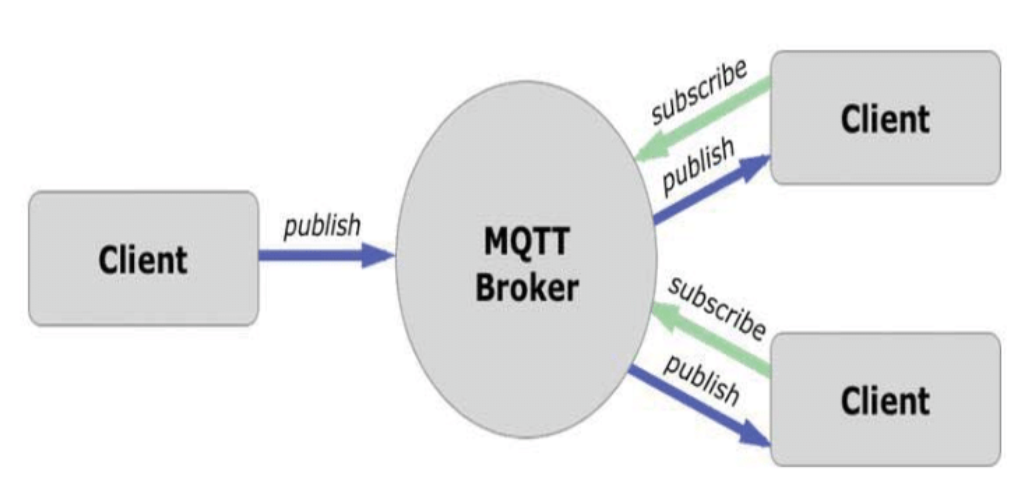 subscribe
Client
publish
publish
Client
MQTT
Broker
subscribe
publish
Client